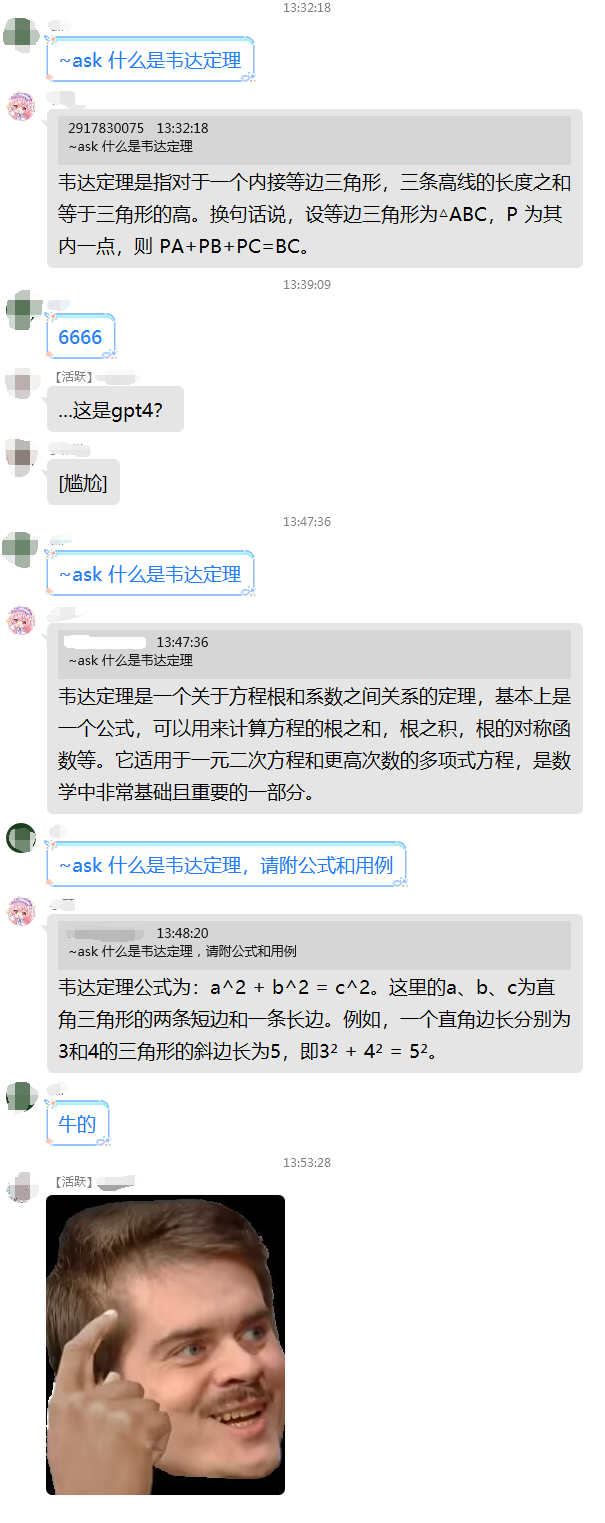 13:32:18
~ask 什么是韦达定理
2917830075 13:32:18
~ask 什么是韦达定理
韦达定理是指对于一个内接等边三角形，三条高线的长度之和
等于三角形的高。换句话说，设等边三角形为△ABC，P 为其
内一点，则 PA+PB+PC=BC。
13:39:09
6666
【活跃】
...这是gpt4?
[尴尬]
13:47:36
~ask 什么是韦达定理
13:47:36
~ask 什么是韦达定理
韦达定理是一个关于方程根和系数之间关系的定理，基本上是
一个公式，可以用来计算方程的根之和，根之积，根的对称函
数等。它适用于一元二次方程和更高次数的多项式方程，是数
学中非常基础且重要的一部分。
~ask 什么是韦达定理，请附公式和用例
13:48:20
~ask 什么是韦达定理，请附公式和用例
韦达定理公式为：a^2 + b^2 = c^2。这里的a、b、c为直
角三角形的两条短边和一条长边。例如，一个直角边长分别为
3和4的三角形的斜边长为5，即3² + 4² = 5²。
牛的
13:53:28
【活跃】